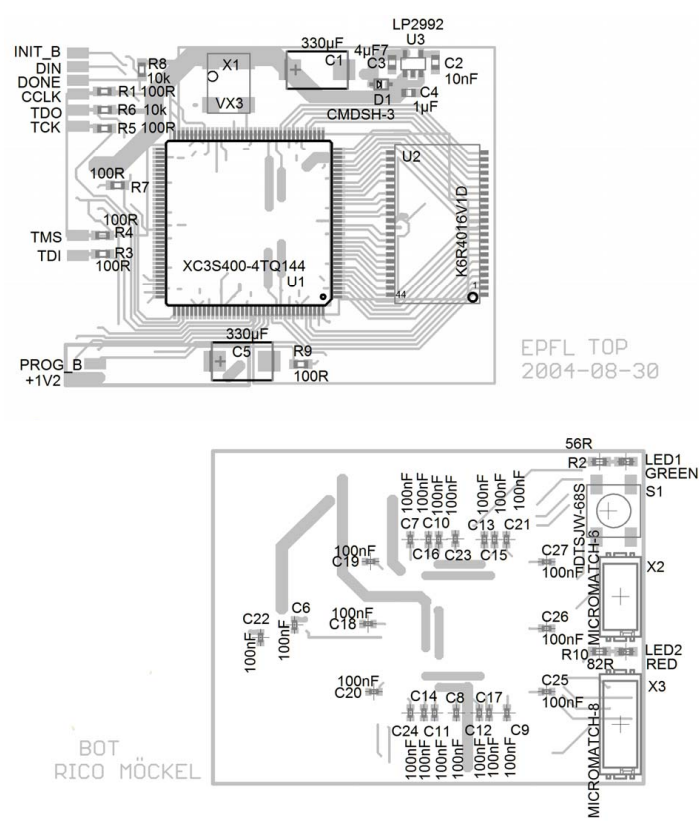 INIT_B
DIN
DONE
CCLK
TDO
TCK
R8
10k
R1 100R
R6 10k
R5 100R
X1
VX3
330µF
C1
4µF7
C3
LP2992
U3
C2
10nF
D1
C4
1µF
CMDSH-3
100R
R7
100R
R4
R3
100R
TMS
TDI
XC3S400-4TQ144
U1
U2
K6R4016V1D
44
1
330µF
C5
R9
100R
PROG_B
+1V2
EPFL TOP
2004-08-30
56R
R2
LED1
GREEN
S1
DTSJW-68S
100nF
100nF
100nF
100nF
100nF
100nF
100nF
C7 C10
C13 C21
C16 C23
C15
100nF
C19
C27
100nF
MICROMATCH-6
X2
C22
C6
100nF
100nF
100nF
C18
C26
100nF
R10
82R
LED2
RED
100nF
C20
C25
100nF
X3
MICROMATCH-8
C14 C8 C17
C24 C11 C12 C9
100nF
100nF
100nF
100nF
100nF
100nF
100nF
BOT
RICO MÖCKEL